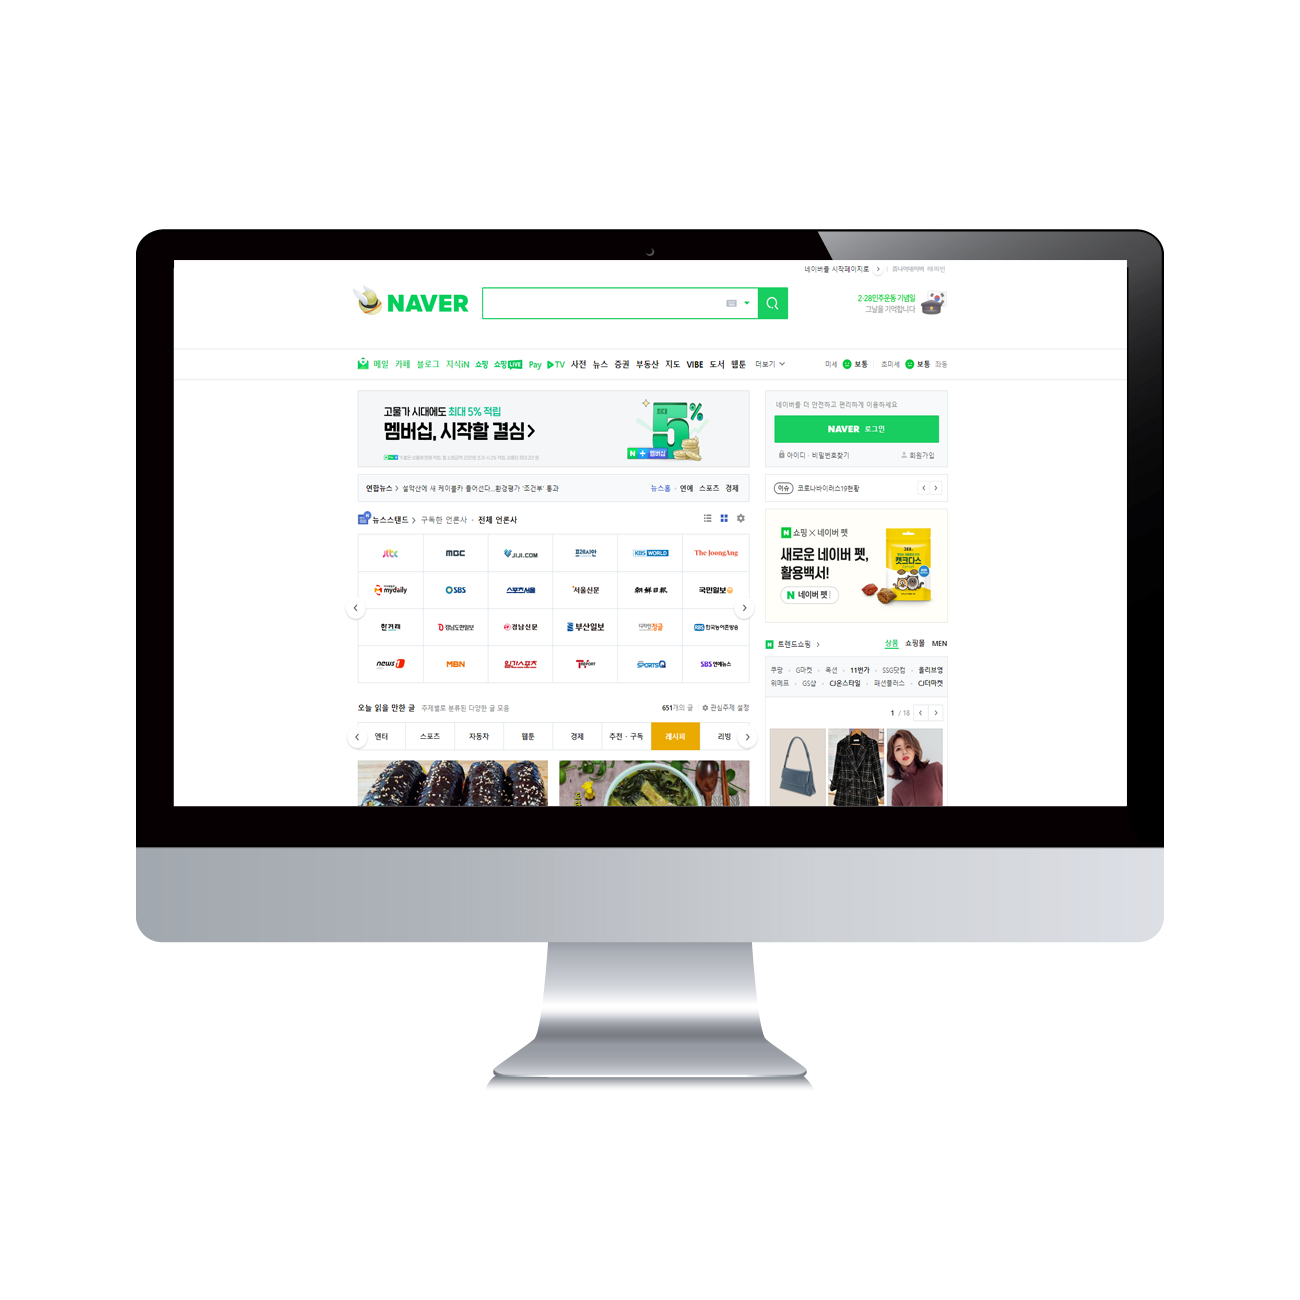 네이버를 시작페이지로 >
쥬니어네이버 해피빈
NAVER
2·28민주운동 기념일
그날을 기억합니다
메일 카페 블로그 지식iN 쇼핑 쇼핑LIVE Pay TV 사전 뉴스 증권 부동산 지도 VIBE 도서 웹툰 더보기
미세 보통 초미세 보통 좌동
고물가 시대에도 최대 5% 적립
멤버십, 시작할 결심>
최대
5%
N + 멤버십
네이버를 더 안전하고 편리하게 이용하세요
NAVER 로그인
아이디 · 비밀번호찾기 회원가입
연합뉴스 > 설악산에 새 케이블카 들어선다...환경평가 '조건부' 통과
뉴스홈 · 연예 스포츠 경제
이슈 코로나바이러스19현황
뉴스스탠드 > 구독한 언론사 · 전체 언론사
jtbc MBC JIJI.COM 프레시안 KBS WORLD The JoongAng
mydaily SBS 스포츠서울 서울신문 朝鮮日報 국민일보
한겨레 경남도민일보 경남신문 부산일보 디자인정글 RBS 한국농어촌방송
news1 MBN 일간스포츠 SPORTSQ SBS연예뉴스
N쇼핑 X 네이버 펫
새로운 네이버 펫,
활용백서!
N 네이버 펫
캣크다스
트렌드쇼핑 >
상품 쇼핑몰 MEN
쿠팡 · G마켓 · 옥션 · 11번가 · SSG닷컴 · 올리브영
위메프 · GS샵 · CJ온스타일 · 패션플러스 · CJ더마켓
1 / 18
오늘 읽을 만한 글 주제별로 분류된 다양한 글 모음
651개의 글 관심주제 설정
엔터 스포츠 자동차 웹툰 경제 추천 · 구독 레시피 리빙